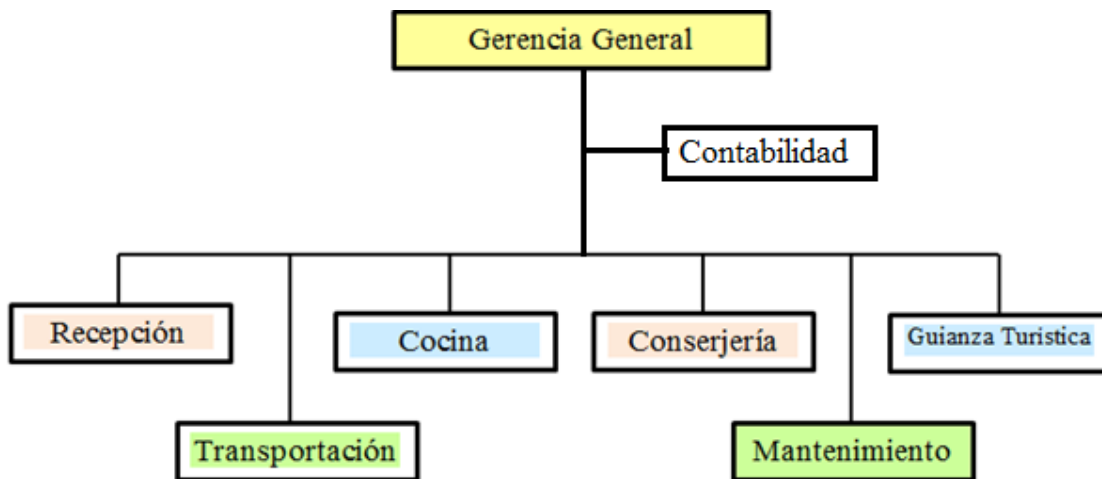 Gerencia General
Contabilidad
Recepción
Cocina
Conserjería
Guianza Turistica
Transportación
Mantenimiento